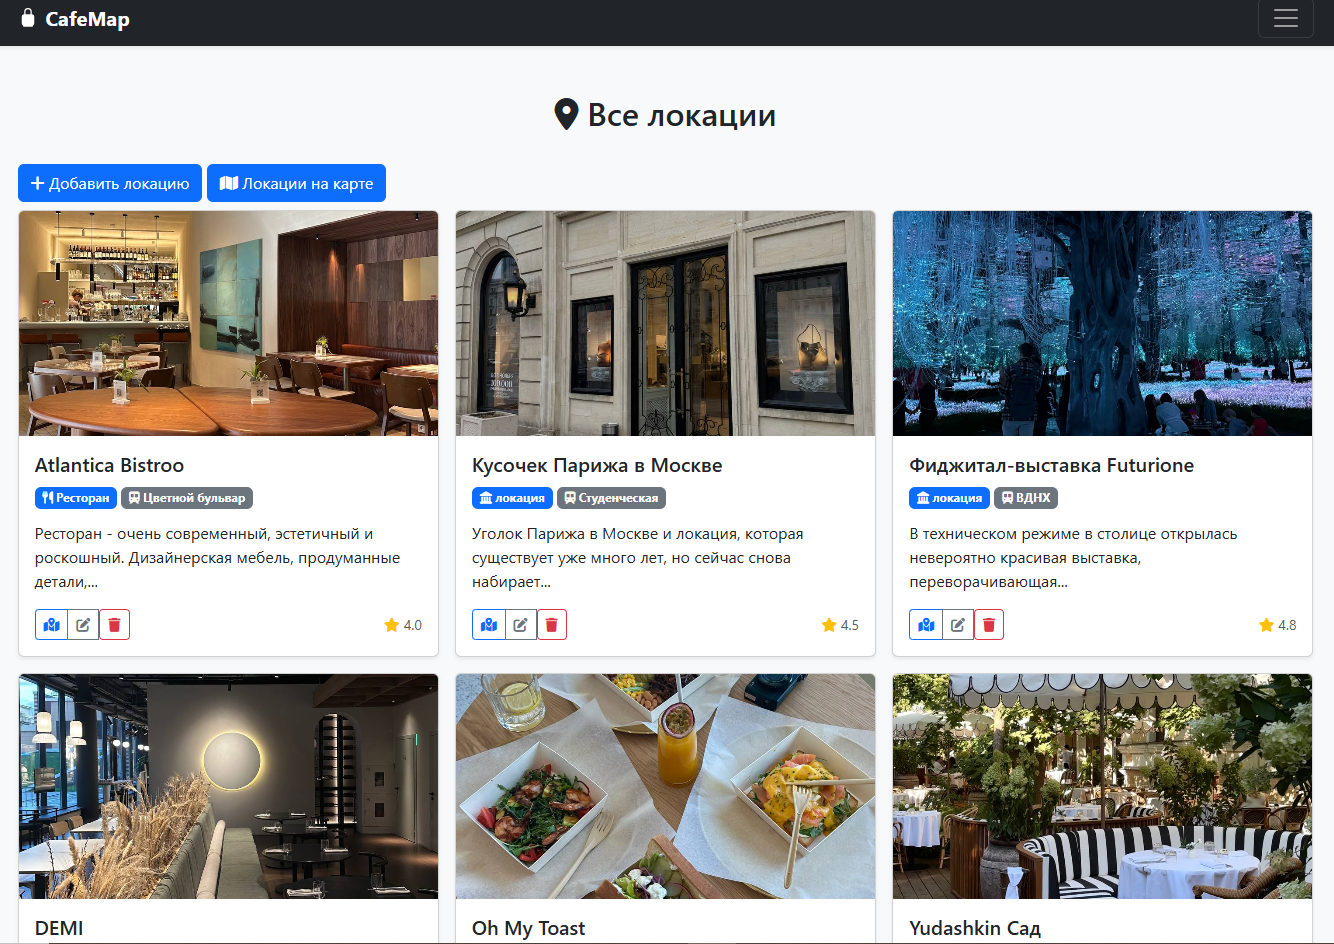 CafeMap
Все локации
Добавить локацию
Локации на карте
Atlantica Bistroo
Ресторан
Цветной бульвар
Ресторан - очень современный, эстетичный и
роскошный. Дизайнерская мебель, продуманные
детали,...
4.0
Кусочек Парижа в Москве
локация
Студенческая
Уголок Парижа в Москве и локация, которая
существует уже много лет, но сейчас снова
набирает...
4.5
Фиджитал-выставка Futurione
локация
ВДНХ
В техническом режиме в столице открылась
невероятно красивая выставка,
переворачивающая...
4.8
DEMI
Oh My Toast
Yudashkin Сад